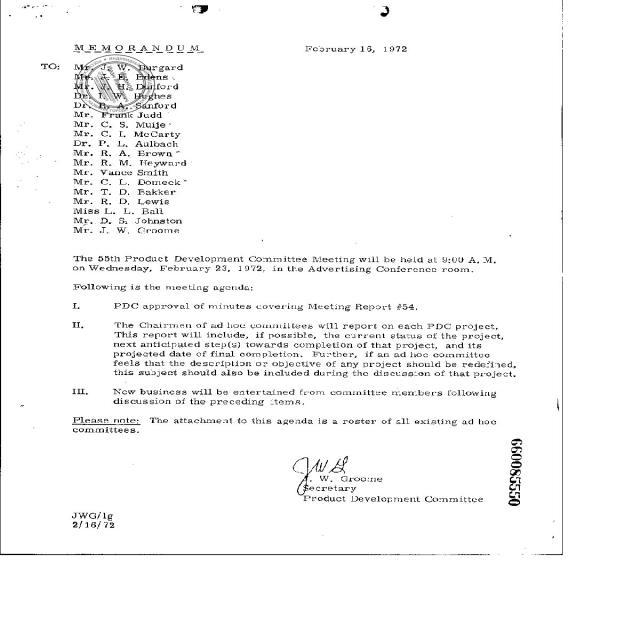 MEMORANDUM
February 16, 1972
TO:
Mr. J. W. Burgard
Mr. J. E. Edens
Mr. J. H. Dunford
Dr. I. W. Hughes
Dr. R. A. Sanford
Mr. Frank Judd
Mr. C. S. Muije
Mr. C. I. McCarty
Dr. P. L. Aulbach
Mr. R. A. Brown
Mr. R. M. Heyward
Mr. Vance Smith
Mr. C. L. Domeck
Mr. T. D. Bakker
Mr. R. D. Lewis
Miss L. L. Ball
Mr. D. S. Johnston
Mr. J. W. Groome
The 55th Product Development Committee Meeting will be held at 9:00 A. M.
on Wednesday, February 23, 1972, in the Advertising Conference room.
Following is the meeting agenda:
I. PDC approval of minutes covering Meeting Report #54.
II. The Chairmen of ad hoc committees will report on each PDC project.
This report will include, if possible, the current status of the project,
next anticipated step(s) towards completion of that project, and its
projected date of final completion. Further, if an ad hoc committee
feels that the description or objective of any project should be redefined,
this subject should also be included during the discussion of that project.
III. New business will be entertained from committee members following
discussion of the preceding items.
Please note: The attachment to this agenda is a roster of all existing ad hoc
committees.
JWG
J. W. Groome
Secretary
Product Development Committee
JWG/lg
2/16/72
660085550